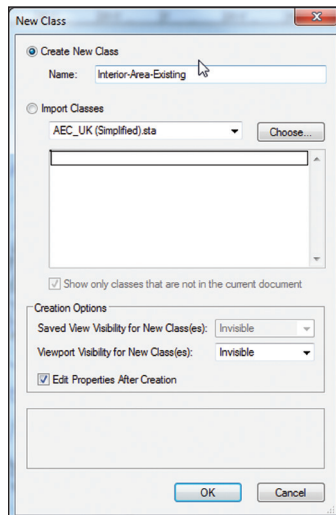 New Class
Create New Class
Name: Interior-Area-Existing
Import Classes
AEC_UK (Simplified).sta Choose...
Show only classes that are not in the current document
Creation Options
Saved View Visibility for New Class(es): Invisible
Viewport Visibility for New Class(es): Invisible
Edit Properties After Creation
OK Cancel